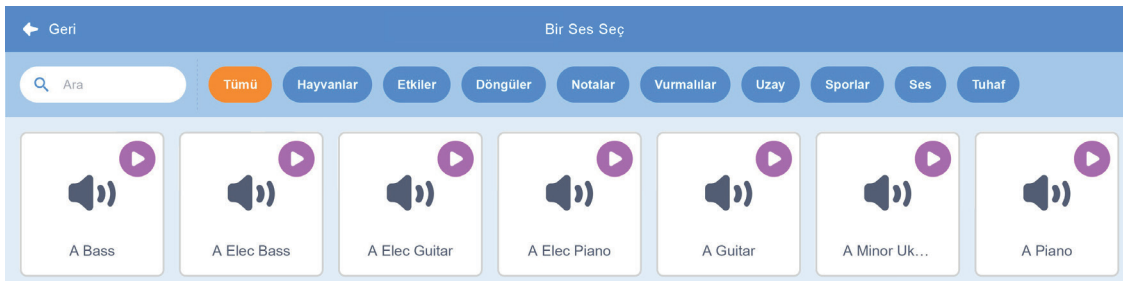 Geri
Bir Ses Seç
Ara
Tümü
Hayvanlar
Etkiler
Döngüler
Notalar
Vurmalılar
Uzay
Sporlar
Ses
Tuhaf
A Bass
A Elec Bass
A Elec Guitar
A Elec Piano
A Guitar
A Minor Uk...
A Piano